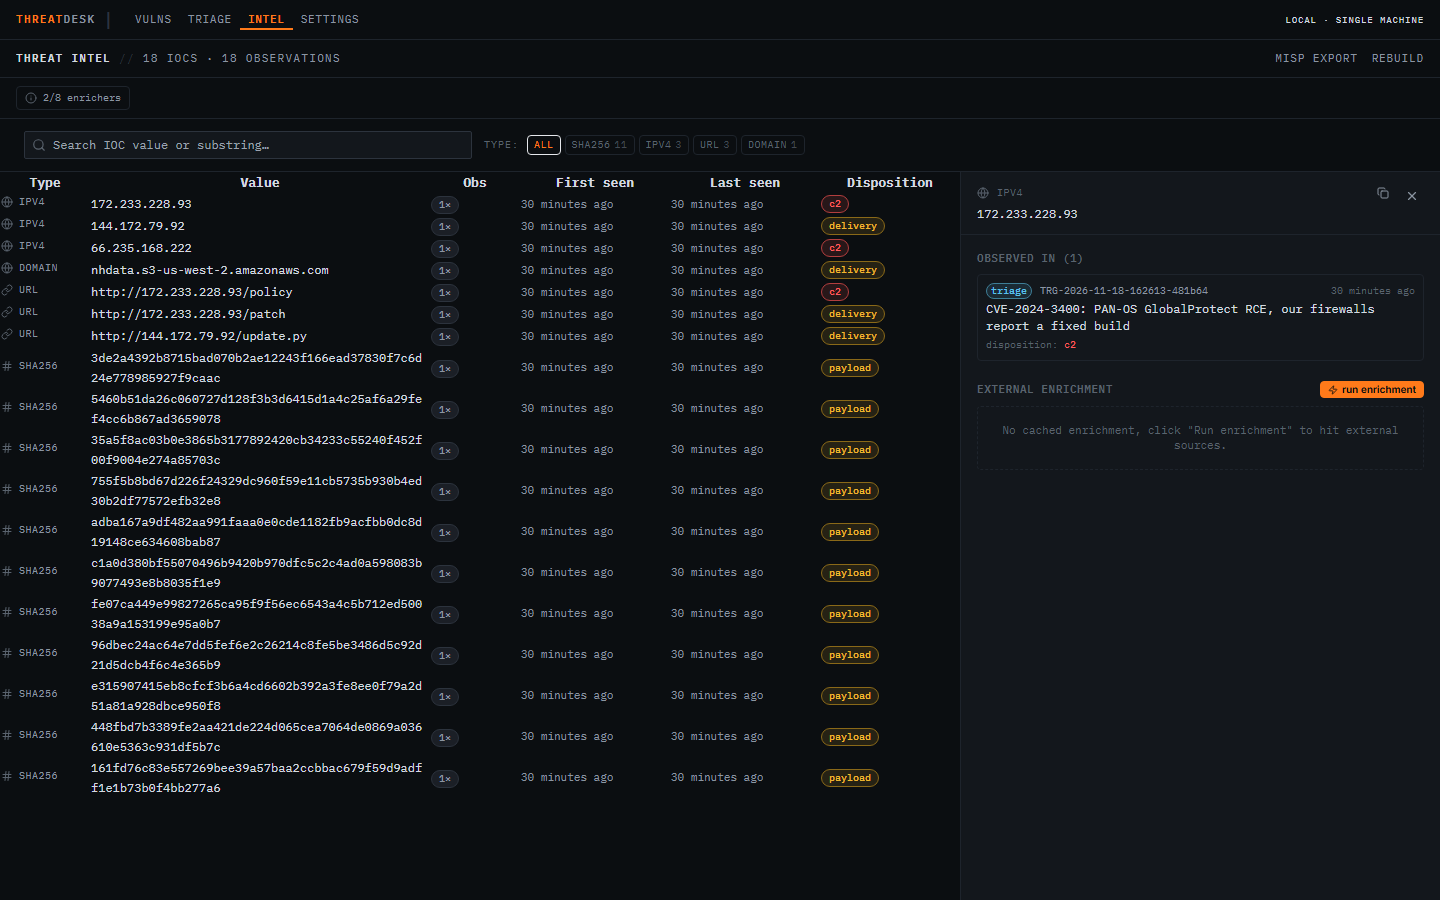 THREATDESK
VULNS TRIAGE INTEL SETTINGS
LOCAL · SINGLE MACHINE
THREAT INTEL // 18 IOCS · 18 OBSERVATIONS
MISP EXPORT REBUILD
2/8 enrichers
Search IOC value or substring…
TYPE: ALL SHA256 11 IPV4 3 URL 3 DOMAIN 1
Type Value Obs First seen Last seen Disposition
IPV4 172.233.228.93 1× 30 minutes ago 30 minutes ago c2
IPV4 144.172.79.92 1× 30 minutes ago 30 minutes ago delivery
IPV4 66.235.168.222 1× 30 minutes ago 30 minutes ago c2
DOMAIN nhdata.s3-us-west-2.amazonaws.com 1× 30 minutes ago 30 minutes ago delivery
URL http://172.233.228.93/policy 1× 30 minutes ago 30 minutes ago c2
URL http://172.233.228.93/patch 1× 30 minutes ago 30 minutes ago delivery
URL http://144.172.79.92/update.py 1× 30 minutes ago 30 minutes ago delivery
SHA256 3de2a4392b8715bad070b2ae12243f166ead37830f7c6d 1× 30 minutes ago 30 minutes ago payload
24e778985927f9caac
SHA256 5460b51da26c060727d128f3b3d6415d1a4c25af6a29fe 1× 30 minutes ago 30 minutes ago payload
f4cc6b867ad3659078
SHA256 35a5f8ac03b0e3865b3177892420cb34233c55240f452f 1× 30 minutes ago 30 minutes ago payload
00f9004e274a85703c
SHA256 755f5b8bd67d226f24329dc960f59e11cb5735b930b4ed 1× 30 minutes ago 30 minutes ago payload
30b2df77572efb32e8
SHA256 adba167a9df482aa991faaa0e0cde1182fb9acfbb0dc8d 1× 30 minutes ago 30 minutes ago payload
19148ce634608bab87
SHA256 c1a0d380bf55070496b9420b970dfc5c2c4ad0a598083b 1× 30 minutes ago 30 minutes ago payload
9077493e8b8035f1e9
SHA256 fe07ca449e99827265ca95f9f56ec6543a4c5b712ed500 1× 30 minutes ago 30 minutes ago payload
38a9a153199e95a0b7
SHA256 96dbec24ac64e7dd5fef6e2c26214c8fe5be3486d5c92d 1× 30 minutes ago 30 minutes ago payload
21d5dcb4f6c4e365b9
SHA256 e315907415eb8cfcf3b6a4cd6602b392a3fe8ee0f79a2d 1× 30 minutes ago 30 minutes ago payload
51a81a928dbce950f8
SHA256 448fbd7b3389fe2aa421de224d065cea7064de0869a036 1× 30 minutes ago 30 minutes ago payload
610e5363c931df5b7c
SHA256 161fd76c83e557269bee39a57baa2ccbbac679f59d9adf 1× 30 minutes ago 30 minutes ago payload
f1e1b73b0f4bb277a6
IPV4
172.233.228.93
OBSERVED IN (1)
triage TRG-2026-11-18-162613-481b64 30 minutes ago
CVE-2024-3400: PAN-OS GlobalProtect RCE, our firewalls
report a fixed build
disposition: c2
EXTERNAL ENRICHMENT
run enrichment
No cached enrichment, click "Run enrichment" to hit external
sources.